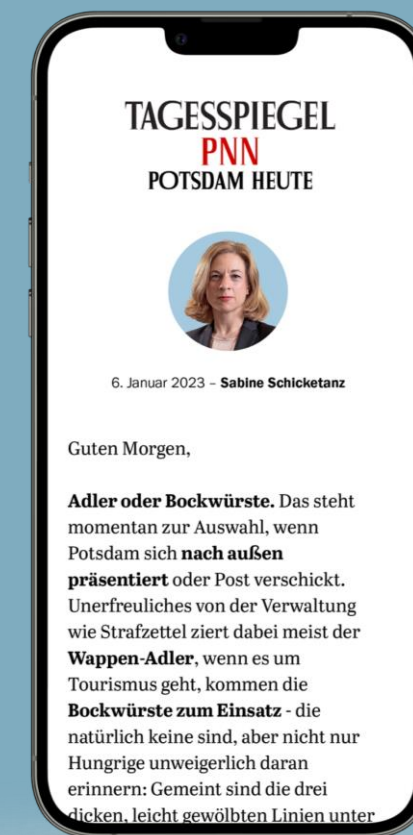 TAGESSPIEGEL
PNN
POTSDAM HEUTE
6. Januar 2023 – Sabine Schicketanz
Guten Morgen,
Adler oder Bockwürste. Das steht
momentan zur Auswahl, wenn
Potsdam sich nach außen
präsentiert oder Post verschickt.
Unerfreuliches von der Verwaltung
wie Strafzettel ziert dabei meist der
Wappen-Adler, wenn es um
Tourismus geht, kommen die
Bockwürste zum Einsatz - die
natürlich keine sind, aber nicht nur
Hungrige unweigerlich daran
erinnern: Gemeint sind die drei
dicken, leicht gewölbten Linien unter